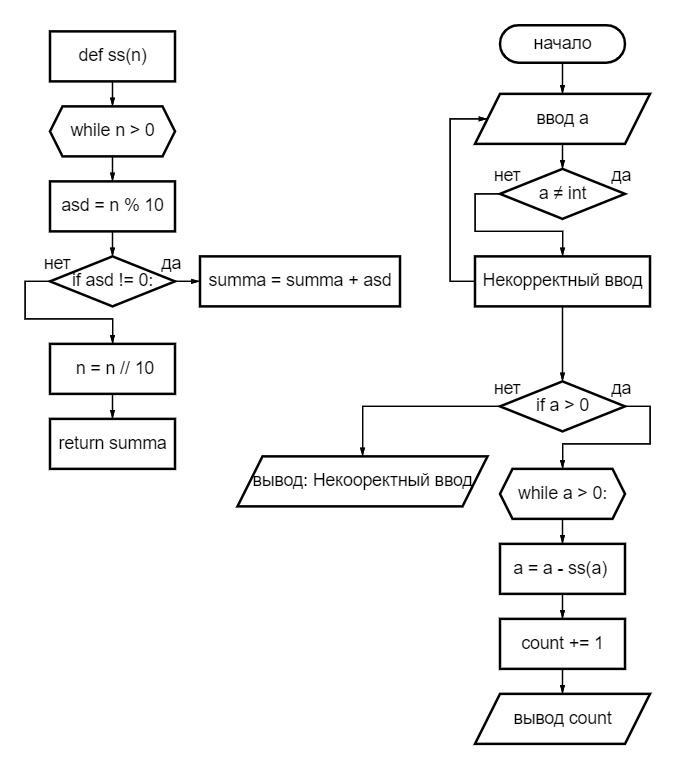 def ss(n)
while n > 0
asd = n % 10
нет
да
if asd != 0:
summa = summa + asd
n = n // 10
return summa
начало
ввод a
нет
да
a ≠ int
Некорректный ввод
нет
да
if a > 0
вывод: Некооректный ввод
while a > 0:
a = a - ss(a)
count += 1
вывод count